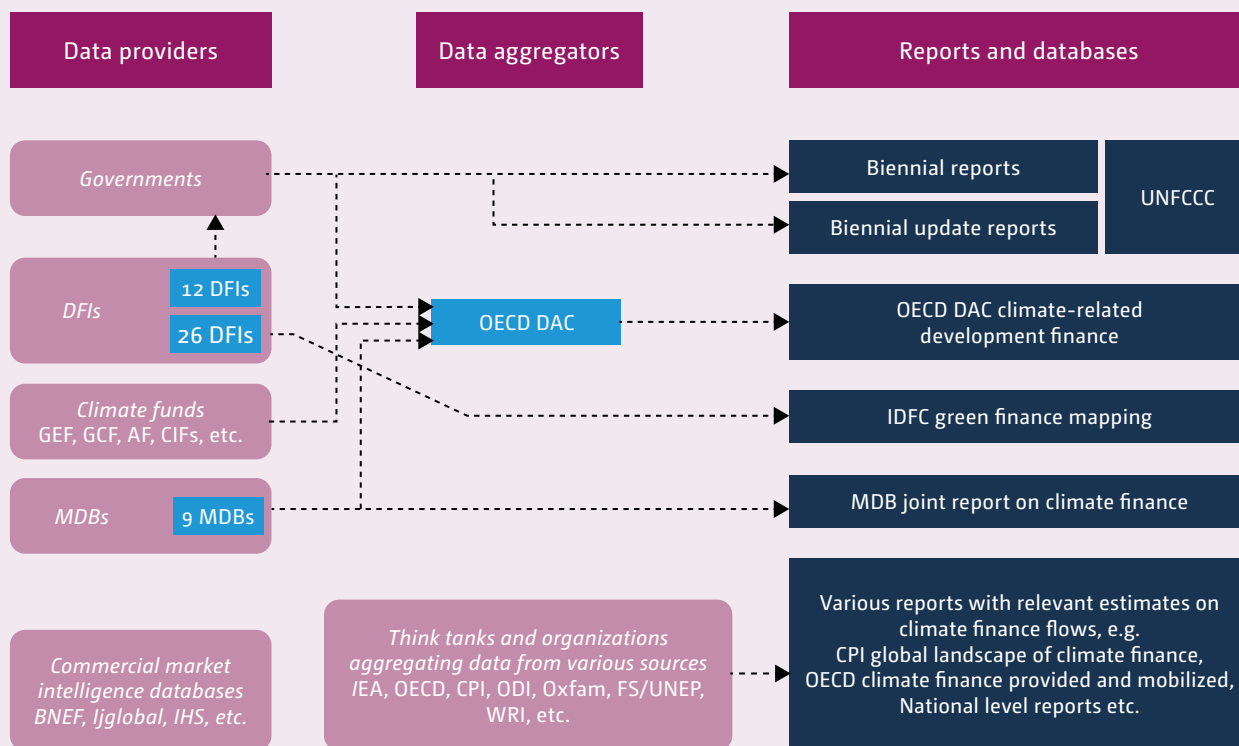 Data providers
Data aggregators
Reports and databases
Governments
Biennial reports
Biennial update reports
UNFCCC
DFIs
12 DFIs
26 DFIs
OECD DAC
OECD DAC climate-related
development finance
Climate funds
GEF, GCF, AF, CIFs, etc.
IDFC green finance mapping
MDBs
9 MDBs
MDB joint report on climate finance
Commercial market
intelligence databases
BNEF, Ijglobal, IHS, etc.
Think tanks and organizations
aggregating data from various sources
IEA, OECD, CPI, ODI, Oxfam, FS/UNEP,
WRI, etc.
Various reports with relevant estimates on
climate finance flows, e.g.
CPI global landscape of climate finance,
OECD climate finance provided and mobilized,
National level reports etc.